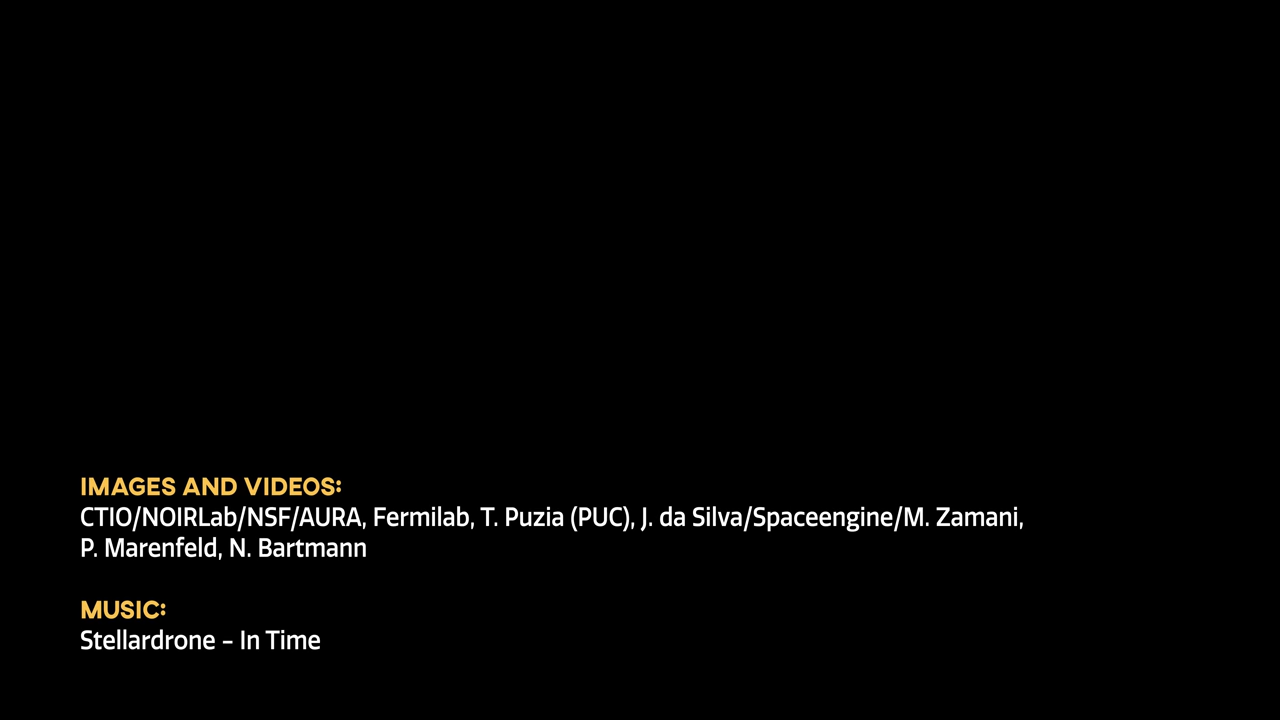 IMAGES AND VIDEOS:
CTIO/NOIRLab/NSF/AURA, Fermilab, T. Puzia (PUC), J. da Silva/Spaceengine/M. Zamani,
P. Marenfeld, N. Bartmann
MUSIC:
Stellardrone – In Time